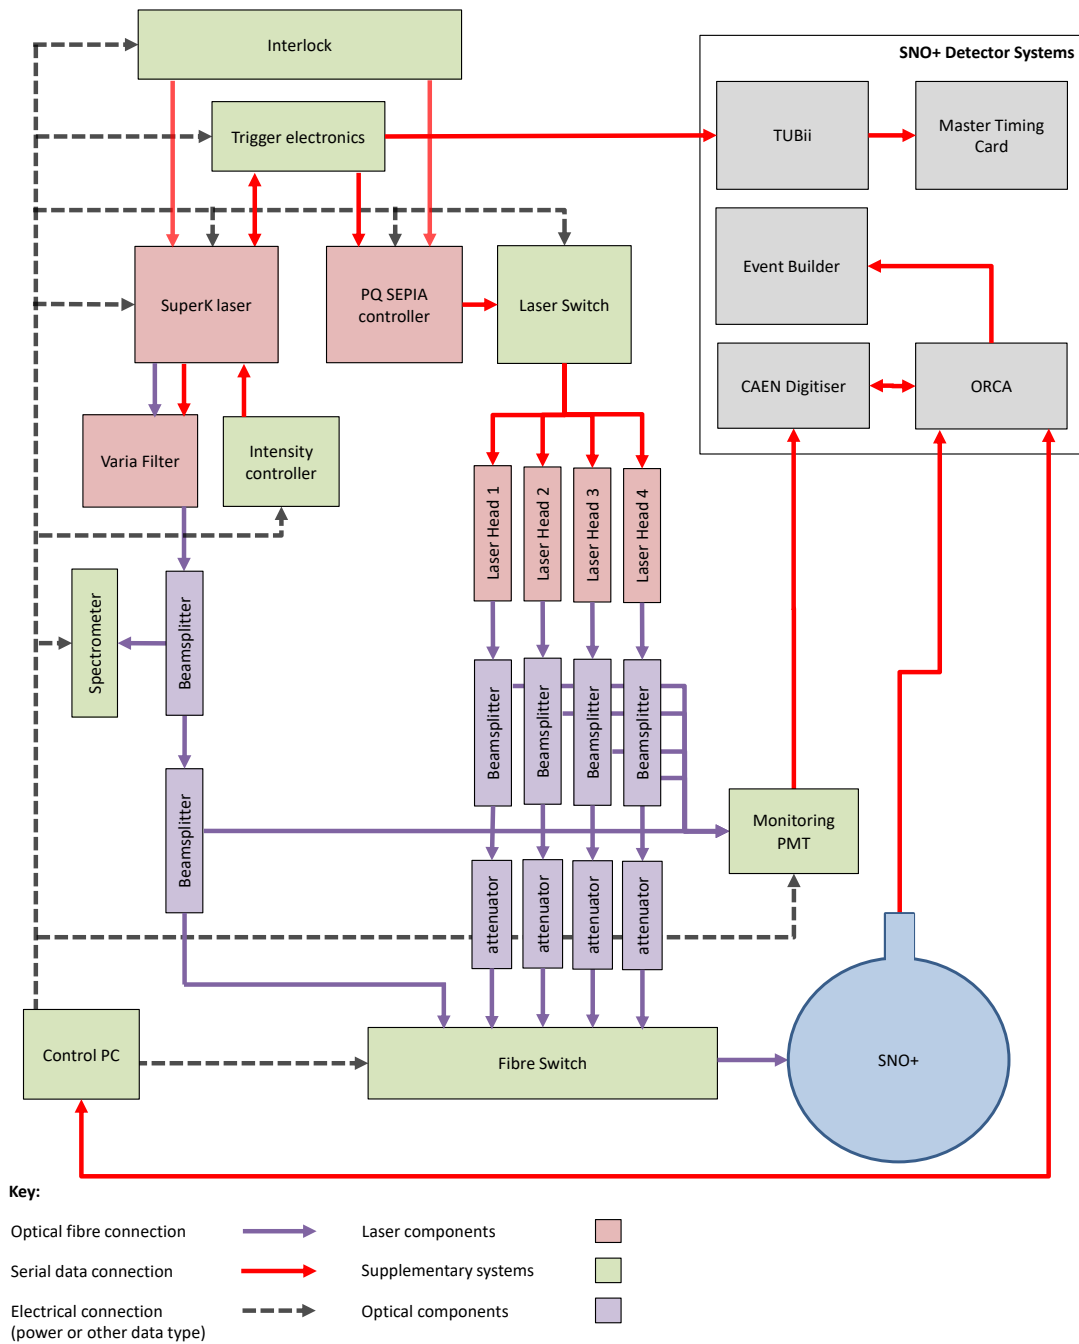 Interlock
SNO+ Detector Systems
Trigger electronics
TUBii
Master Timing
Card
Event Builder
SuperK laser
PQ SEPIA
controller
Laser Switch
CAEN Digitiser
ORCA
Varia Filter
Intensity
controller
Laser Head 1
Laser Head 2
Laser Head 3
Laser Head 4
Spectrometer
Beamsplitter
Beamsplitter
Beamsplitter
Beamsplitter
Beamsplitter
Beamsplitter
Monitoring
PMT
attenuator
attenuator
attenuator
attenuator
Control PC
Fibre Switch
SNO+
Key:
Optical fibre connection
Laser components
Serial data connection
Supplementary systems
Electrical connection
(power or other data type)
Optical components